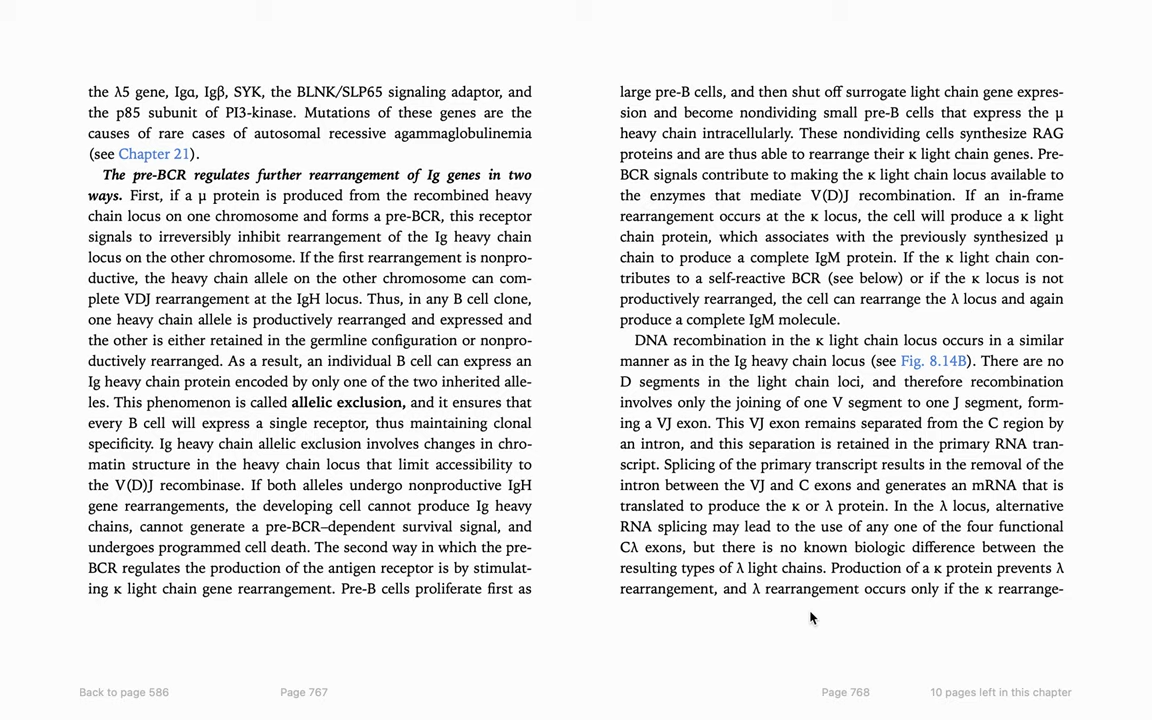 the λ5 gene, Igα, Igβ, SYK, the BLNK/SLP65 signaling adaptor, and
the p85 subunit of PI3-kinase. Mutations of these genes are the
causes of rare cases of autosomal recessive agammaglobulinemia
(see Chapter 21).
The pre-BCR regulates further rearrangement of Ig genes in two
ways. First, if a μ protein is produced from the recombined heavy
chain locus on one chromosome and forms a pre-BCR, this receptor
signals to irreversibly inhibit rearrangement of the Ig heavy chain
locus on the other chromosome. If the first rearrangement is nonpro-
ductive, the heavy chain allele on the other chromosome can com-
plete VDJ rearrangement at the IgH locus. Thus, in any B cell clone,
one heavy chain allele is productively rearranged and expressed and
the other is either retained in the germline configuration or nonpro-
ductively rearranged. As a result, an individual B cell can express an
Ig heavy chain protein encoded by only one of the two inherited alle-
les. This phenomenon is called allelic exclusion, and it ensures that
every B cell will express a single receptor, thus maintaining clonal
specificity. Ig heavy chain allelic exclusion involves changes in chro-
matin structure in the heavy chain locus that limit accessibility to
the V(D)J recombinase. If both alleles undergo nonproductive IgH
gene rearrangements, the developing cell cannot produce Ig heavy
chains, cannot generate a pre-BCR–dependent survival signal, and
undergoes programmed cell death. The second way in which the pre-
BCR regulates the production of the antigen receptor is by stimulat-
ing κ light chain gene rearrangement. Pre-B cells proliferate first as
large pre-B cells, and then shut off surrogate light chain gene expres-
sion and become nondividing small pre-B cells that express the μ
heavy chain intracellularly. These nondividing cells synthesize RAG
proteins and are thus able to rearrange their κ light chain genes. Pre-
BCR signals contribute to making the κ light chain locus available to
the enzymes that mediate V(D)J recombination. If an in-frame
rearrangement occurs at the κ locus, the cell will produce a κ light
chain protein, which associates with the previously synthesized μ
chain to produce a complete IgM protein. If the κ light chain con-
tributes to a self-reactive BCR (see below) or if the κ locus is not
productively rearranged, the cell can rearrange the λ locus and again
produce a complete IgM molecule.
DNA recombination in the κ light chain locus occurs in a similar
manner as in the Ig heavy chain locus (see Fig. 8.14B). There are no
D segments in the light chain loci, and therefore recombination
involves only the joining of one V segment to one J segment, form-
ing a VJ exon. This VJ exon remains separated from the C region by
an intron, and this separation is retained in the primary RNA tran-
script. Splicing of the primary transcript results in the removal of the
intron between the VJ and C exons and generates an mRNA that is
translated to produce the κ or λ protein. In the λ locus, alternative
RNA splicing may lead to the use of any one of the four functional
Cλ exons, but there is no known biologic difference between the
resulting types of λ light chains. Production of a κ protein prevents λ
rearrangement, and λ rearrangement occurs only if the κ rearrange-
Back to page 586
Page 767
Page 768
10 pages left in this chapter